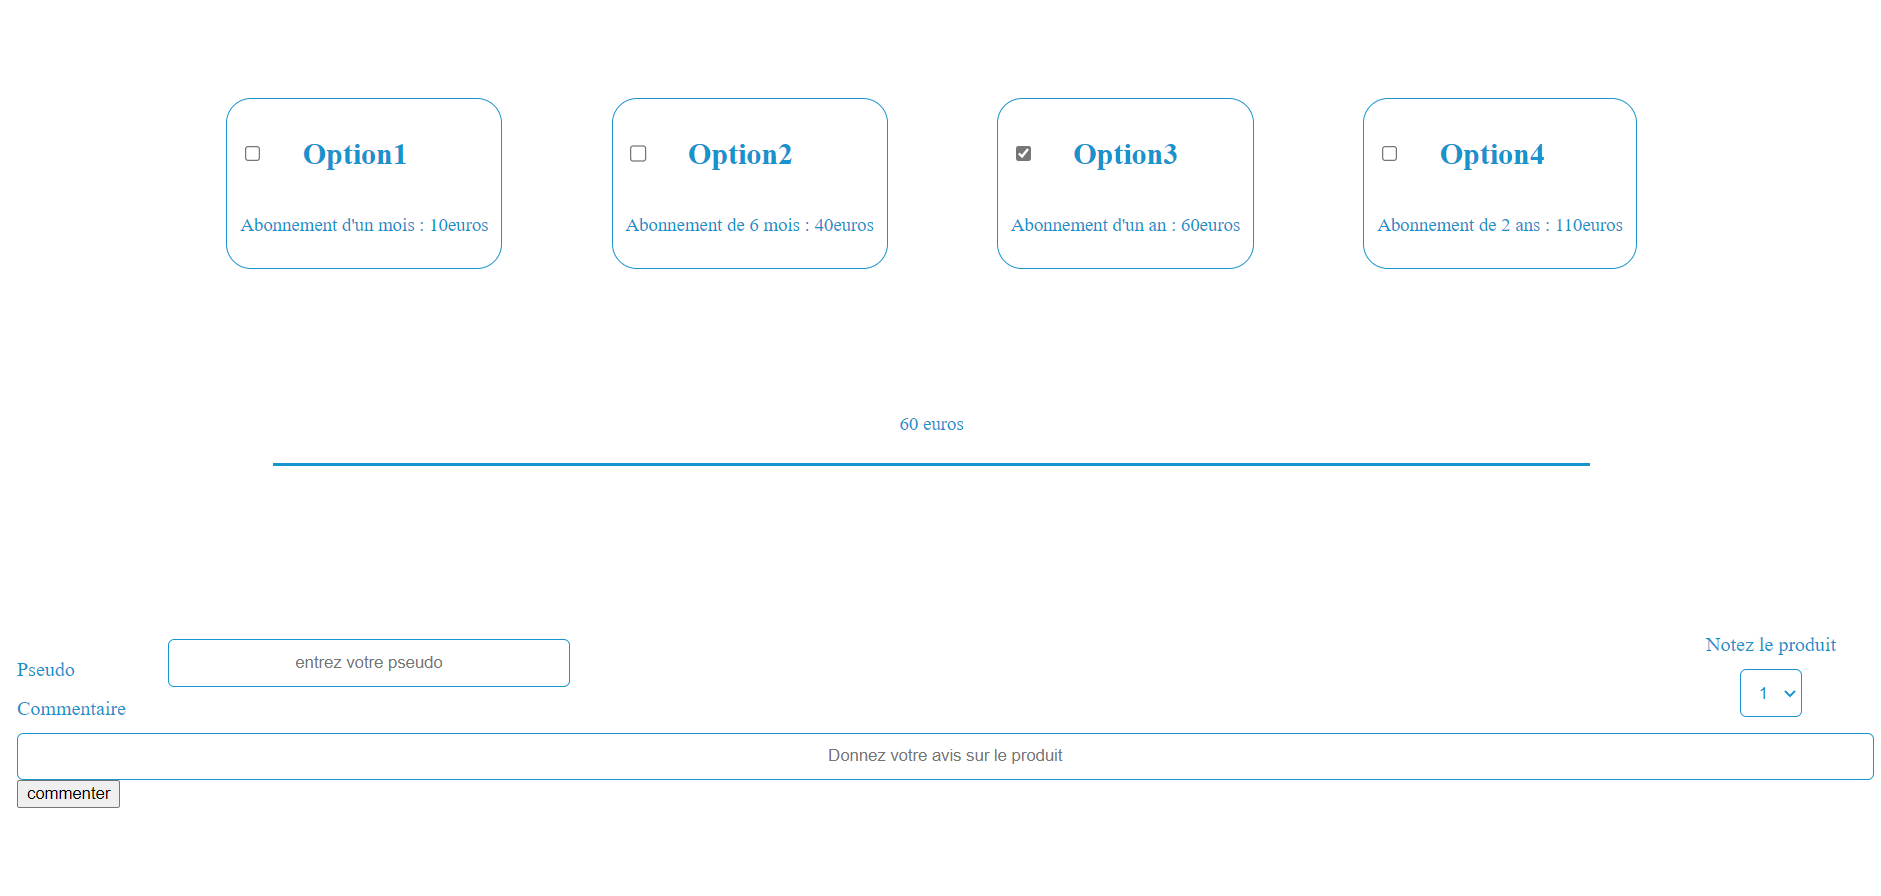 Option1
Abonnement d'un mois : 10euros
Option2
Abonnement de 6 mois : 40euros
Option3
Abonnement d'un an : 60euros
Option4
Abonnement de 2 ans : 110euros
60 euros
Pseudo
entrez votre pseudo
Notez le produit
1
Commentaire
Donnez votre avis sur le produit
commenter